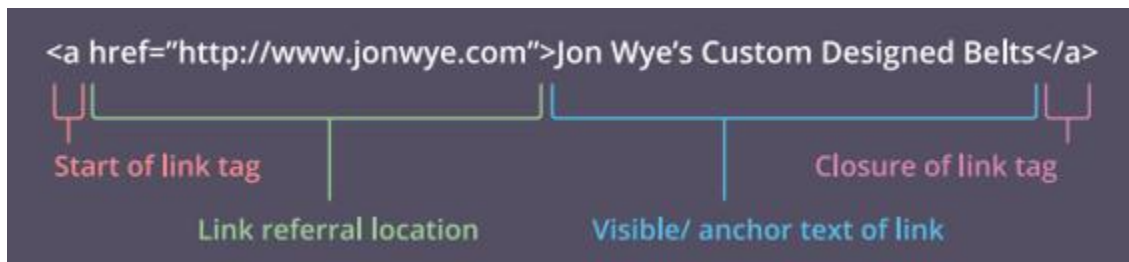 <a href=”http://www.jonwye.com”>Jon Wye’s Custom Designed Belts</a>
Start of link tag
Closure of link tag
Link referral location
Visible/ anchor text of link